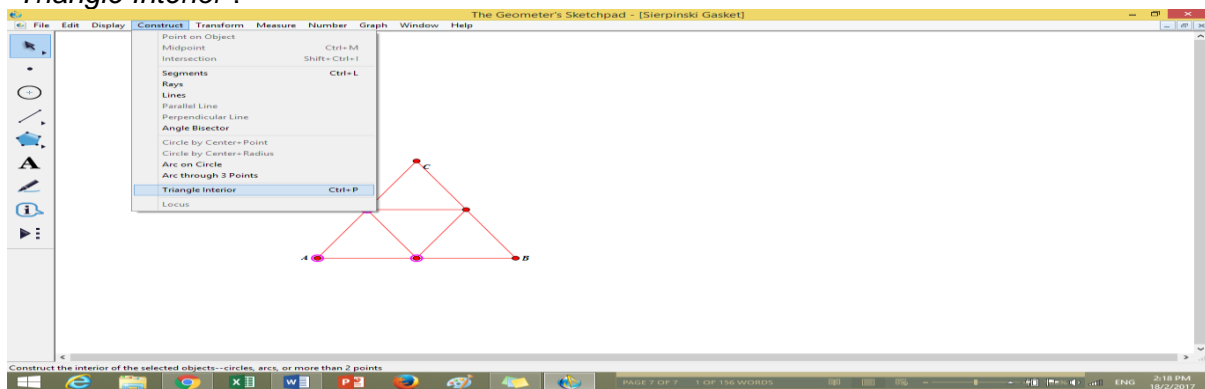 Triangle Interior .
The Geometer's Sketchpad - [Sierpinski Gasket]
File Edit Display Construct Transform Measure Number Graph Window Help
Point on Object
Midpoint Ctrl+M
Intersection Shift+Ctrl+I
Segments Ctrl+L
Rays
Lines
Parallel Line
Perpendicular Line
Angle Bisector
Circle by Center+Point
Circle by Center+Radius
Arc on Circle
Arc through 3 Points
Triangle Interior Ctrl+P
Locus
A
C
A B
Construct the interior of the selected objects--circles, arcs, or more than 2 points
PAGE 7 OF 7 1 OF 156 WORDS
ENG 2:18 PM
18/2/2017